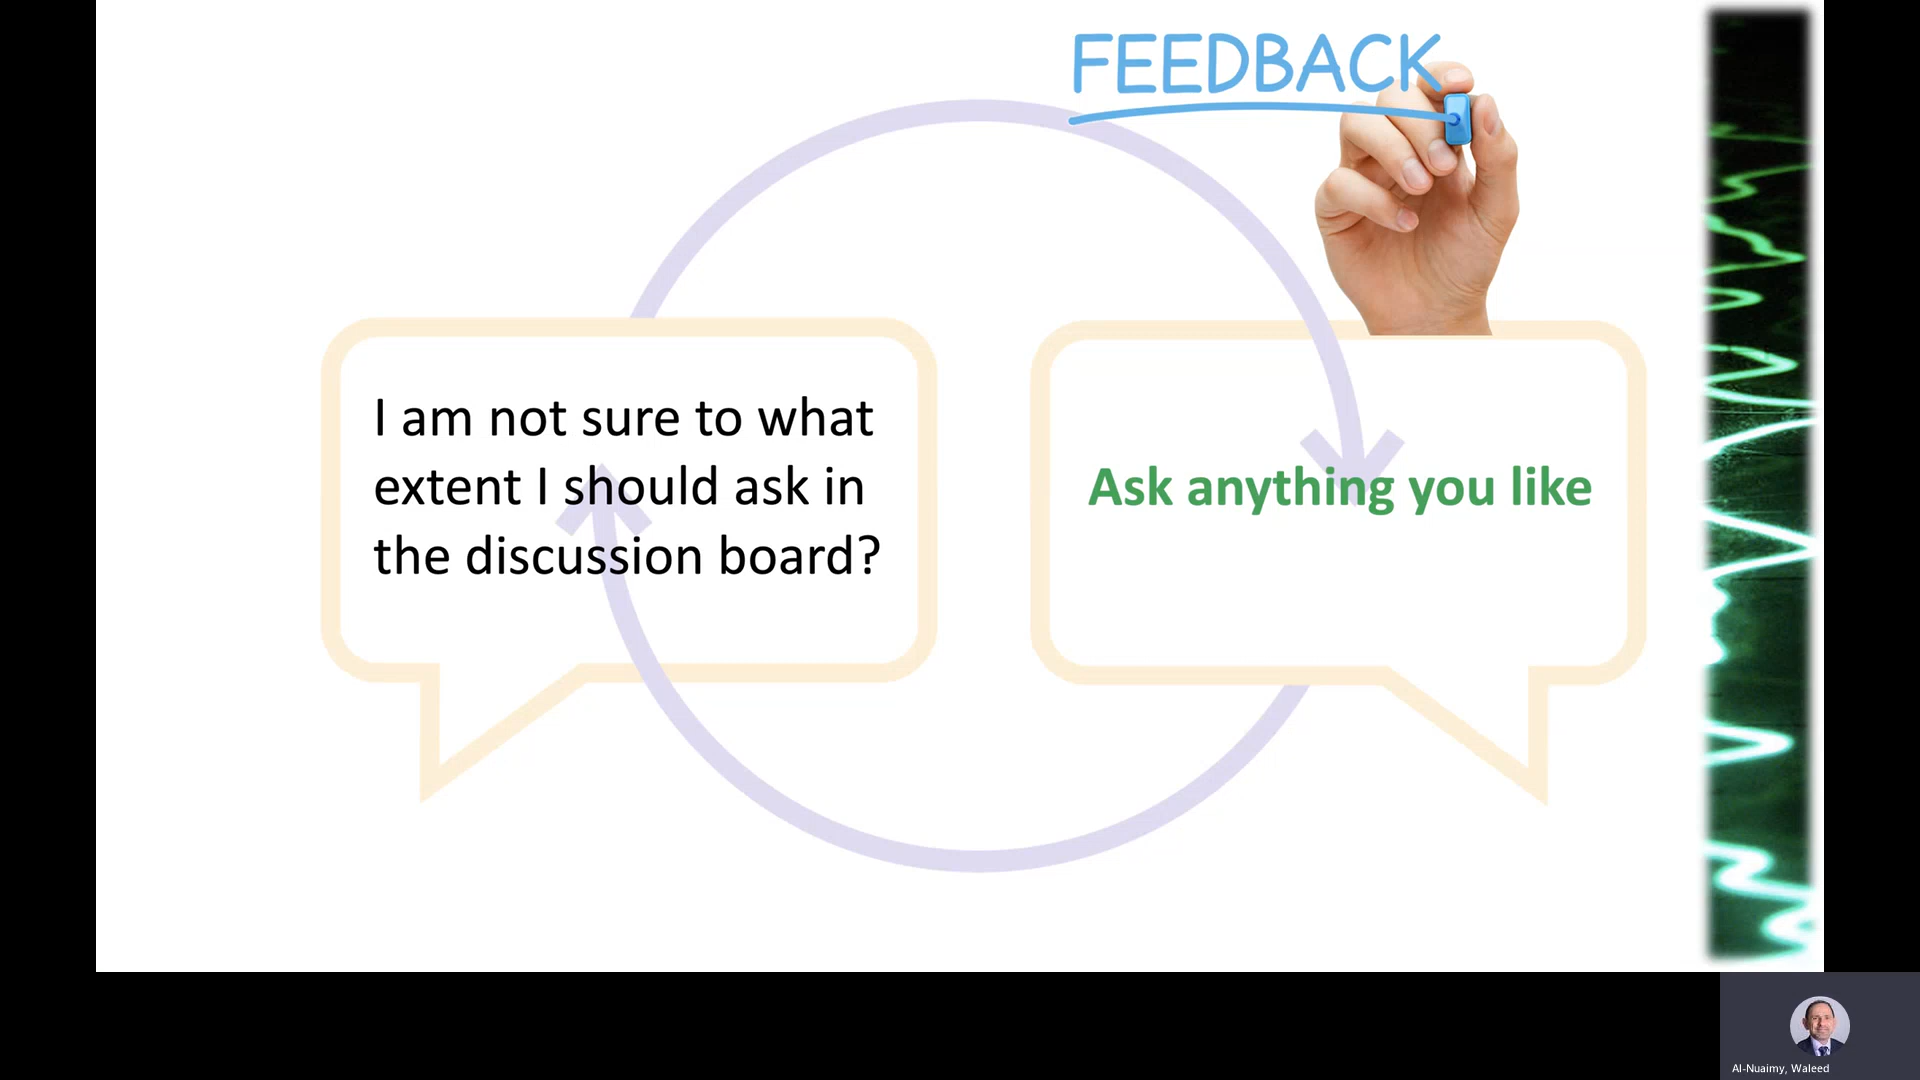 FEEDBACK
I am not sure to what
extent I should ask in
the discussion board?
Ask anything you like
Al-Nuaimy, Waleed